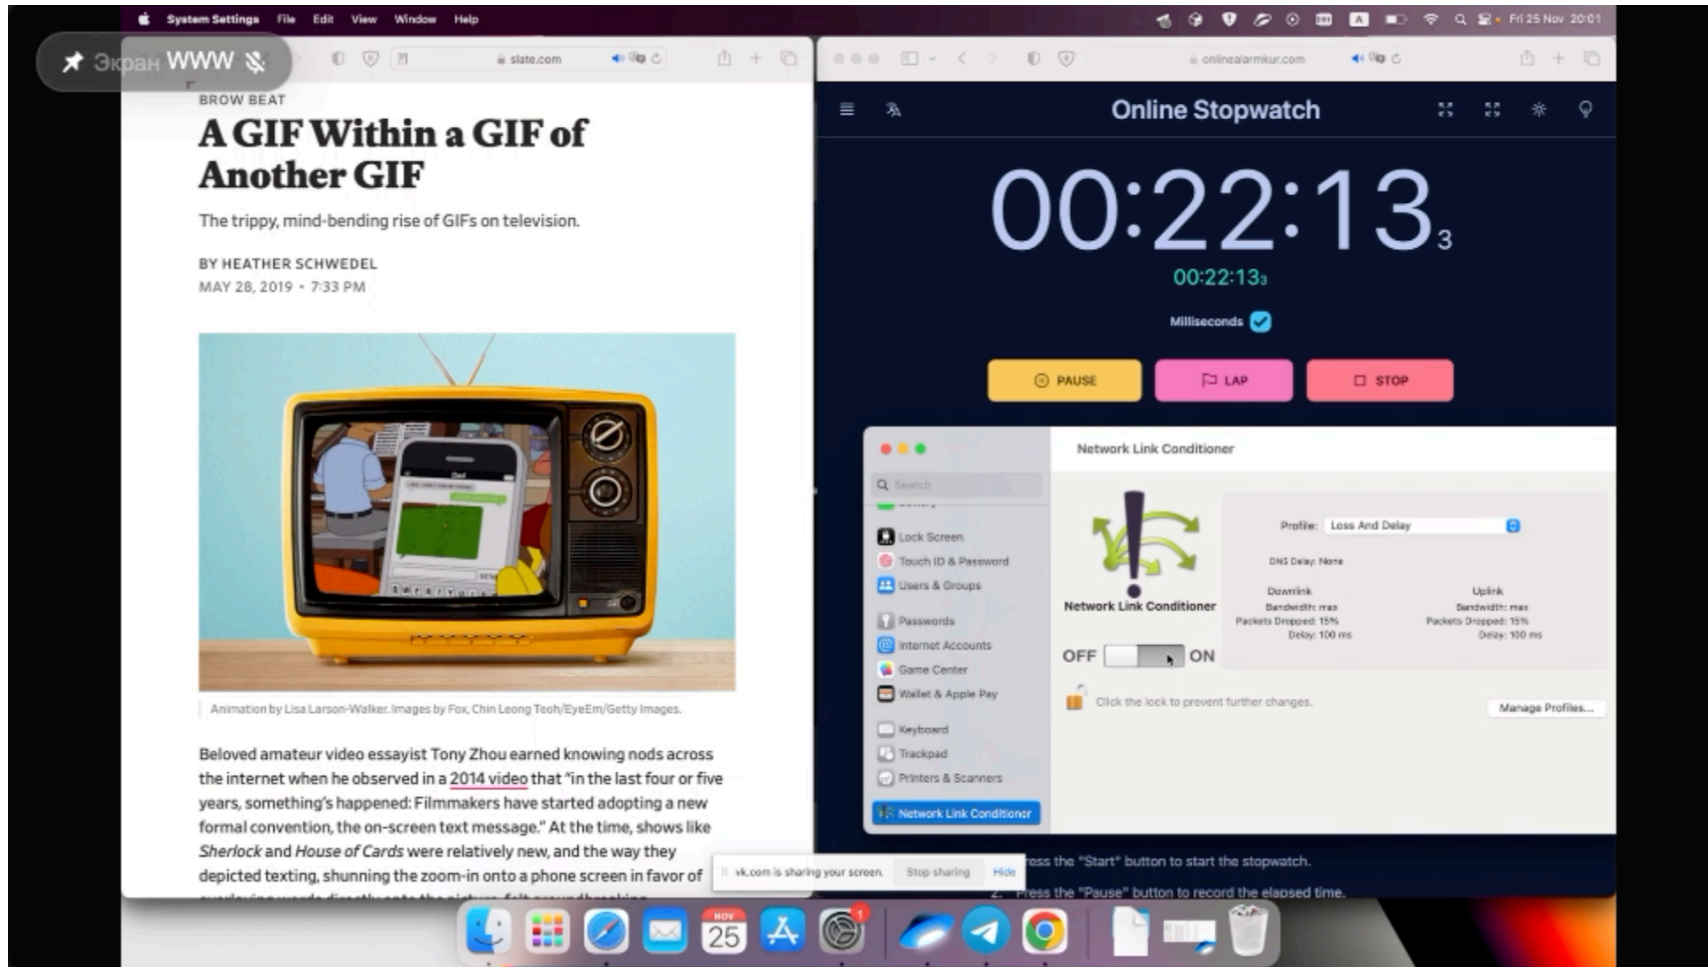 System Settings File Edit View Window Help
A
Fri 25 Nov 20:01
Экран WWW
slate.com
BROW BEAT
A GIF Within a GIF of
Another GIF
The trippy, mind-bending rise of GIFs on television.
BY HEATHER SCHWEDEL
MAY 28, 2019 • 7:33 PM
Animation by Lisa Larson-Walker. Images by Fox, Chin Leong Teoh/EyeEm/Getty Images.
Beloved amateur video essayist Tony Zhou earned knowing nods across
the internet when he observed in a 2014 video that “in the last four or five
years, something’s happened: Filmmakers have started adopting a new
formal convention, the on-screen text message.” At the time, shows like
Sherlock and House of Cards were relatively new, and the way they
depicted texting, shunning the zoom-in onto a phone screen in favor of
onlinealarmkur.com
Online Stopwatch
00:22:13 3
00:22:13 3
Milliseconds
PAUSE
LAP
STOP
Search
Battery
Lock Screen
Touch ID & Password
Users & Groups
Passwords
Internet Accounts
Game Center
Wallet & Apple Pay
Keyboard
Trackpad
Printers & Scanners
Network Link Conditioner
Network Link Conditioner
Network Link Conditioner
OFF ON
Profile: Loss And Delay
DNS Delay: None
Downlink
Bandwidth: max
Packets Dropped: 15%
Delay: 100 ms
Uplink
Bandwidth: max
Packets Dropped: 15%
Delay: 100 ms
Click the lock to prevent further changes.
Manage Profiles...
Press the "Start" button to start the stopwatch.
2. Press the "Pause" button to record the elapsed time.
vk.com is sharing your screen. Stop sharing Hide
NOV
25
1